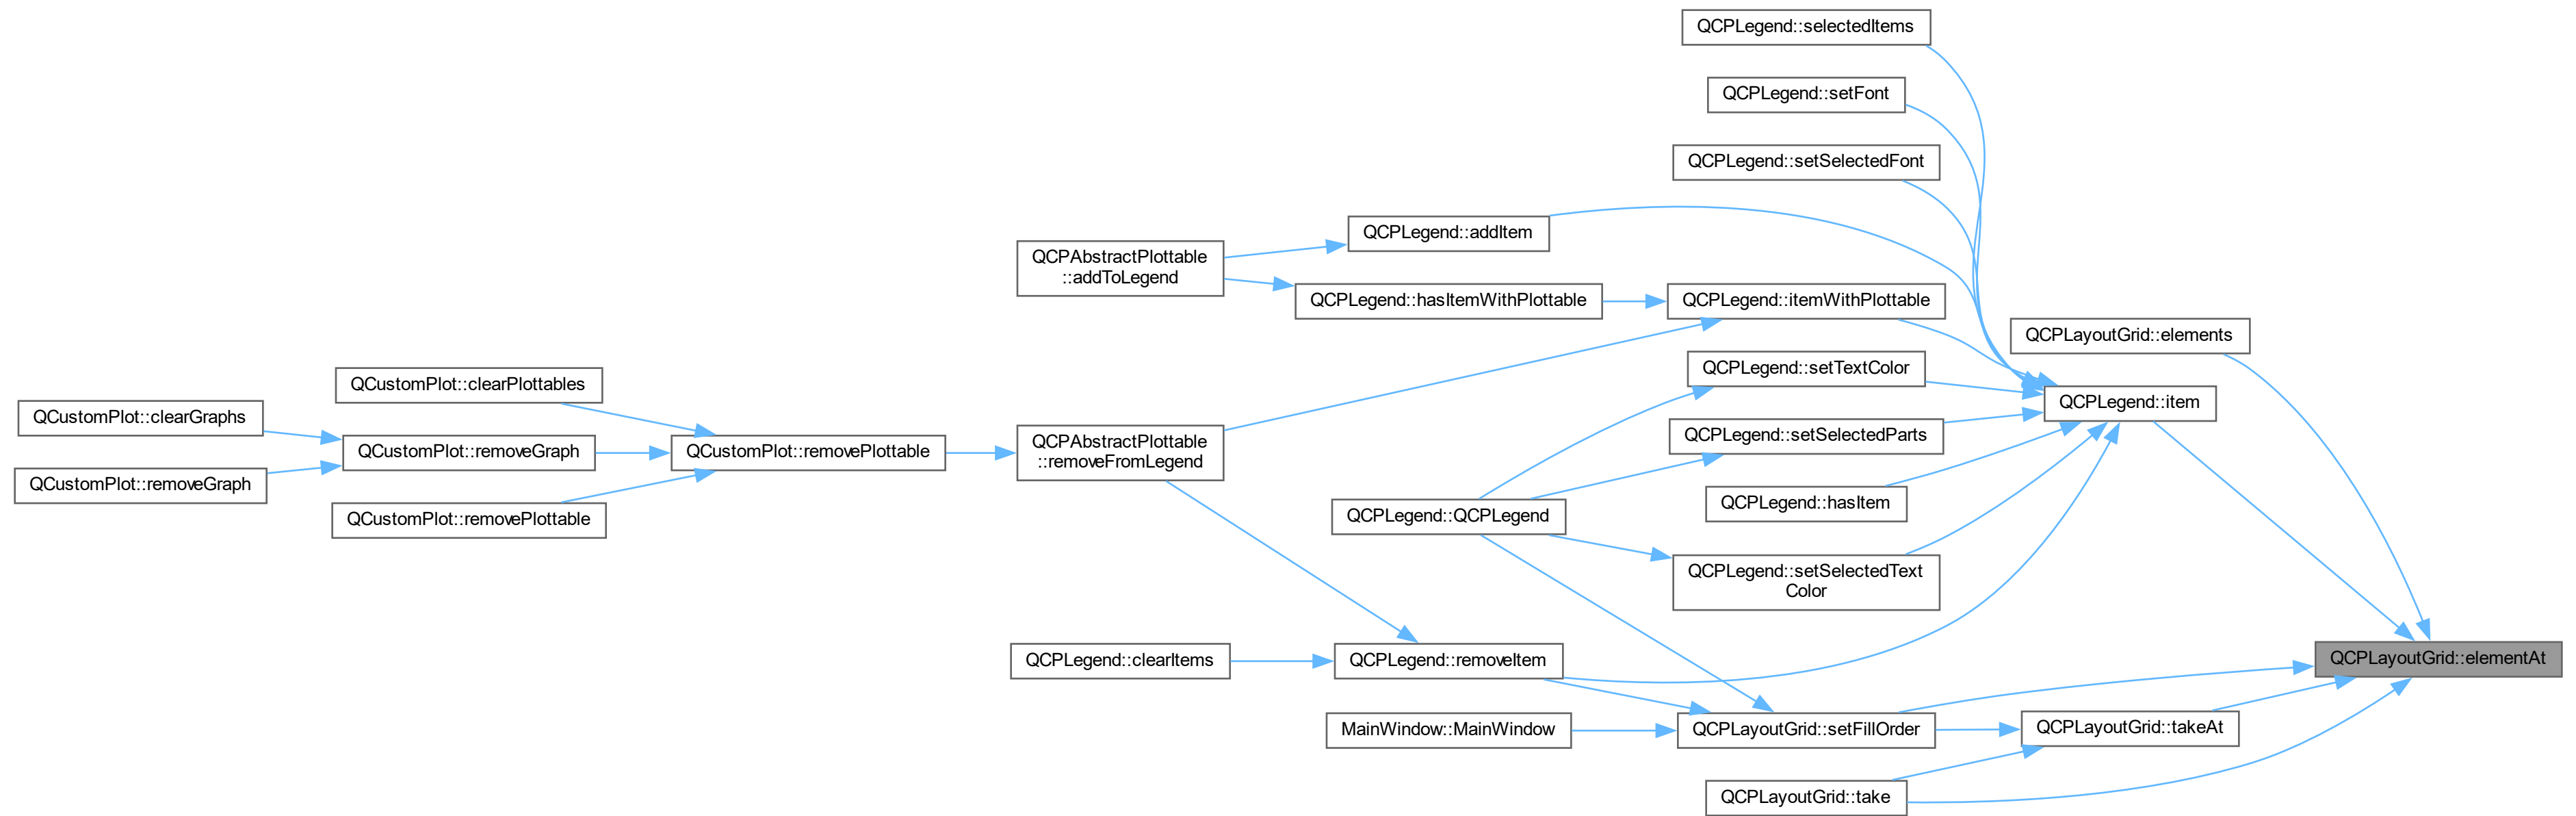 QCPLegend::selectedItems
QCPLegend::setFont
QCPLegend::setSelectedFont
QCPLegend::addItem
QCPAbstractPlottable
::addToLegend
QCPLegend::hasItemWithPlottable
QCPLegend::itemWithPlottable
QCPLayoutGrid::elements
QCPLegend::setTextColor
QCustomPlot::clearPlottables
QCPLegend::item
QCustomPlot::clearGraphs
QCPLegend::setSelectedParts
QCustomPlot::removeGraph
QCustomPlot::removePlottable
QCPAbstractPlottable
::removeFromLegend
QCustomPlot::removeGraph
QCPLegend::hasItem
QCustomPlot::removePlottable
QCPLegend::QCPLegend
QCPLegend::setSelectedText
Color
QCPLegend::clearItems
QCPLegend::removeItem
QCPLayoutGrid::elementAt
MainWindow::MainWindow
QCPLayoutGrid::setFillOrder
QCPLayoutGrid::takeAt
QCPLayoutGrid::take